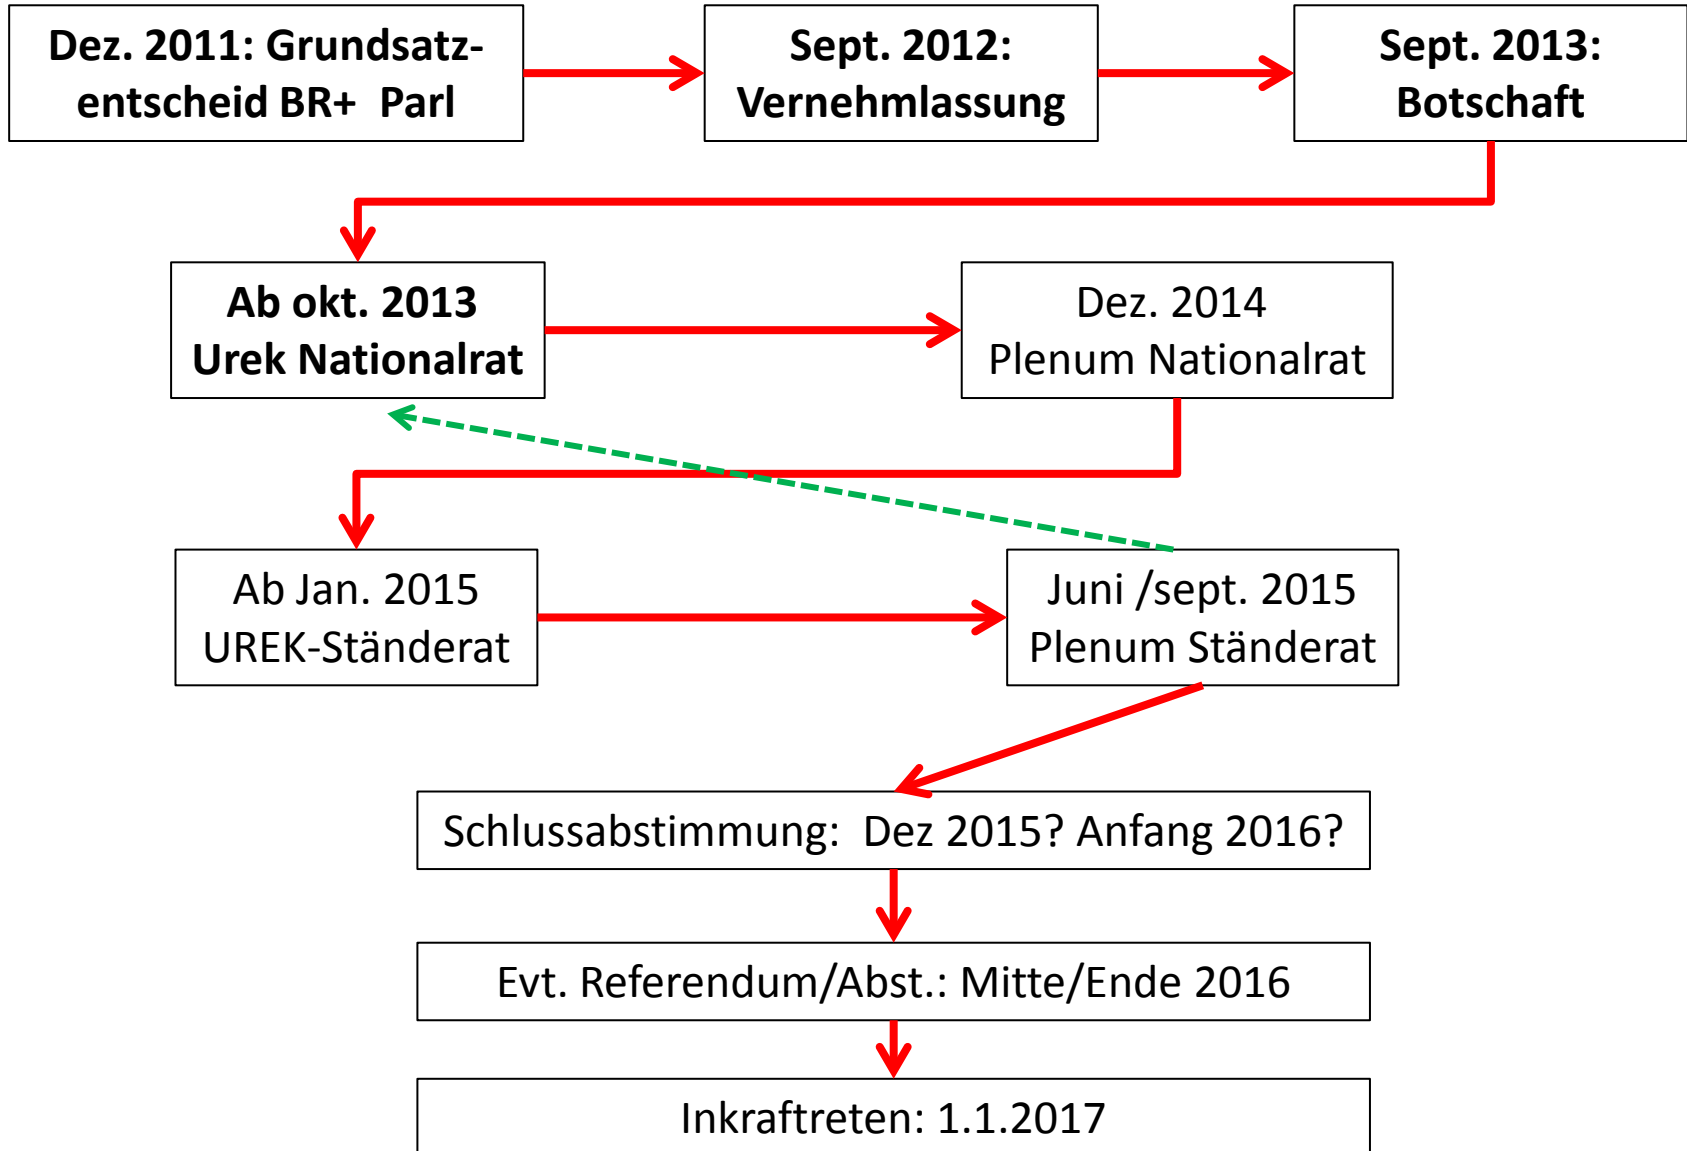 Dez. 2011: Grundsatz-
entscheid BR+  Parl
Sept. 2012:
Vernehmlassung
Sept. 2013:
Botschaft
Ab okt. 2013
Urek Nationalrat
Dez. 2014
Plenum Nationalrat
Ab Jan. 2015
UREK-Ständerat
Juni /sept. 2015
Plenum Ständerat
Schlussabstimmung:  Dez 2015? Anfang 2016?
Evt. Referendum/Abst.: Mitte/Ende 2016
Inkraftreten: 1.1.2017